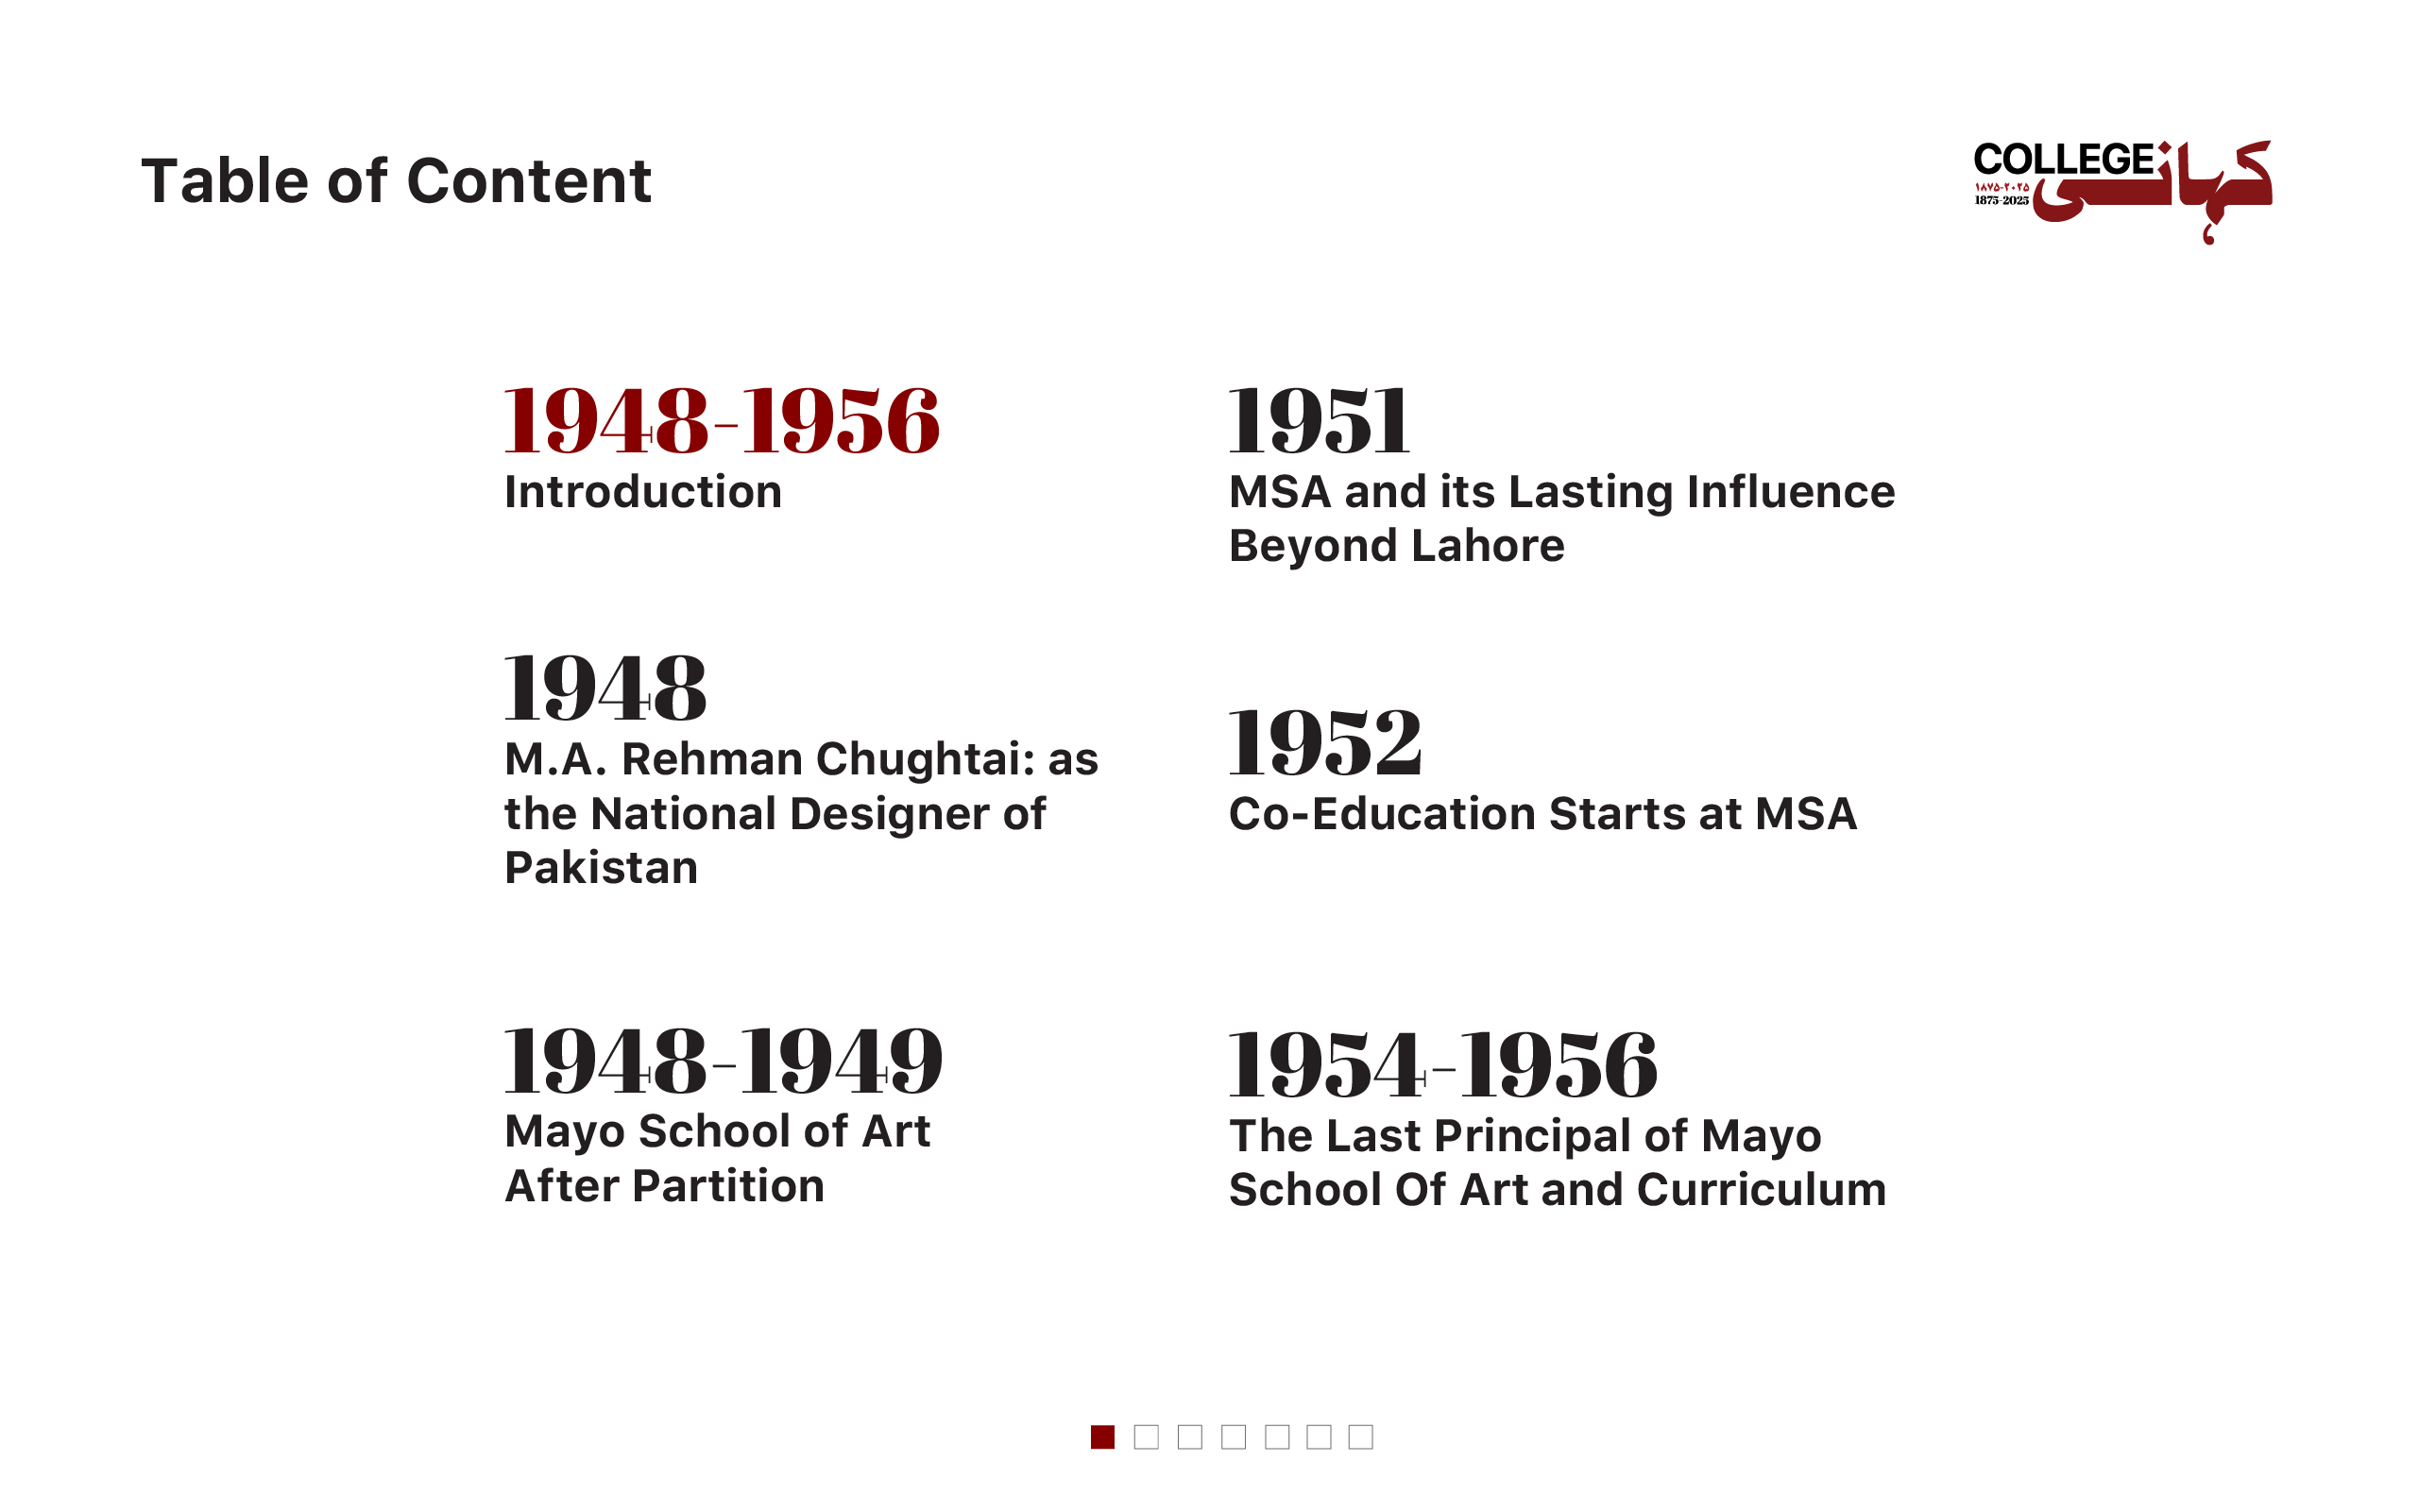 Table of Content
COLLEGE کہانی
۱۸۷۵-۲۰۲۵
1875-2025
1948-1956
Introduction
1948
M.A. Rehman Chughtai: as
the National Designer of
Pakistan
1948-1949
Mayo School of Art
After Partition
1951
MSA and its Lasting Influence
Beyond Lahore
1952
Co-Education Starts at MSA
1954-1956
The Last Principal of Mayo
School Of Art and Curriculum